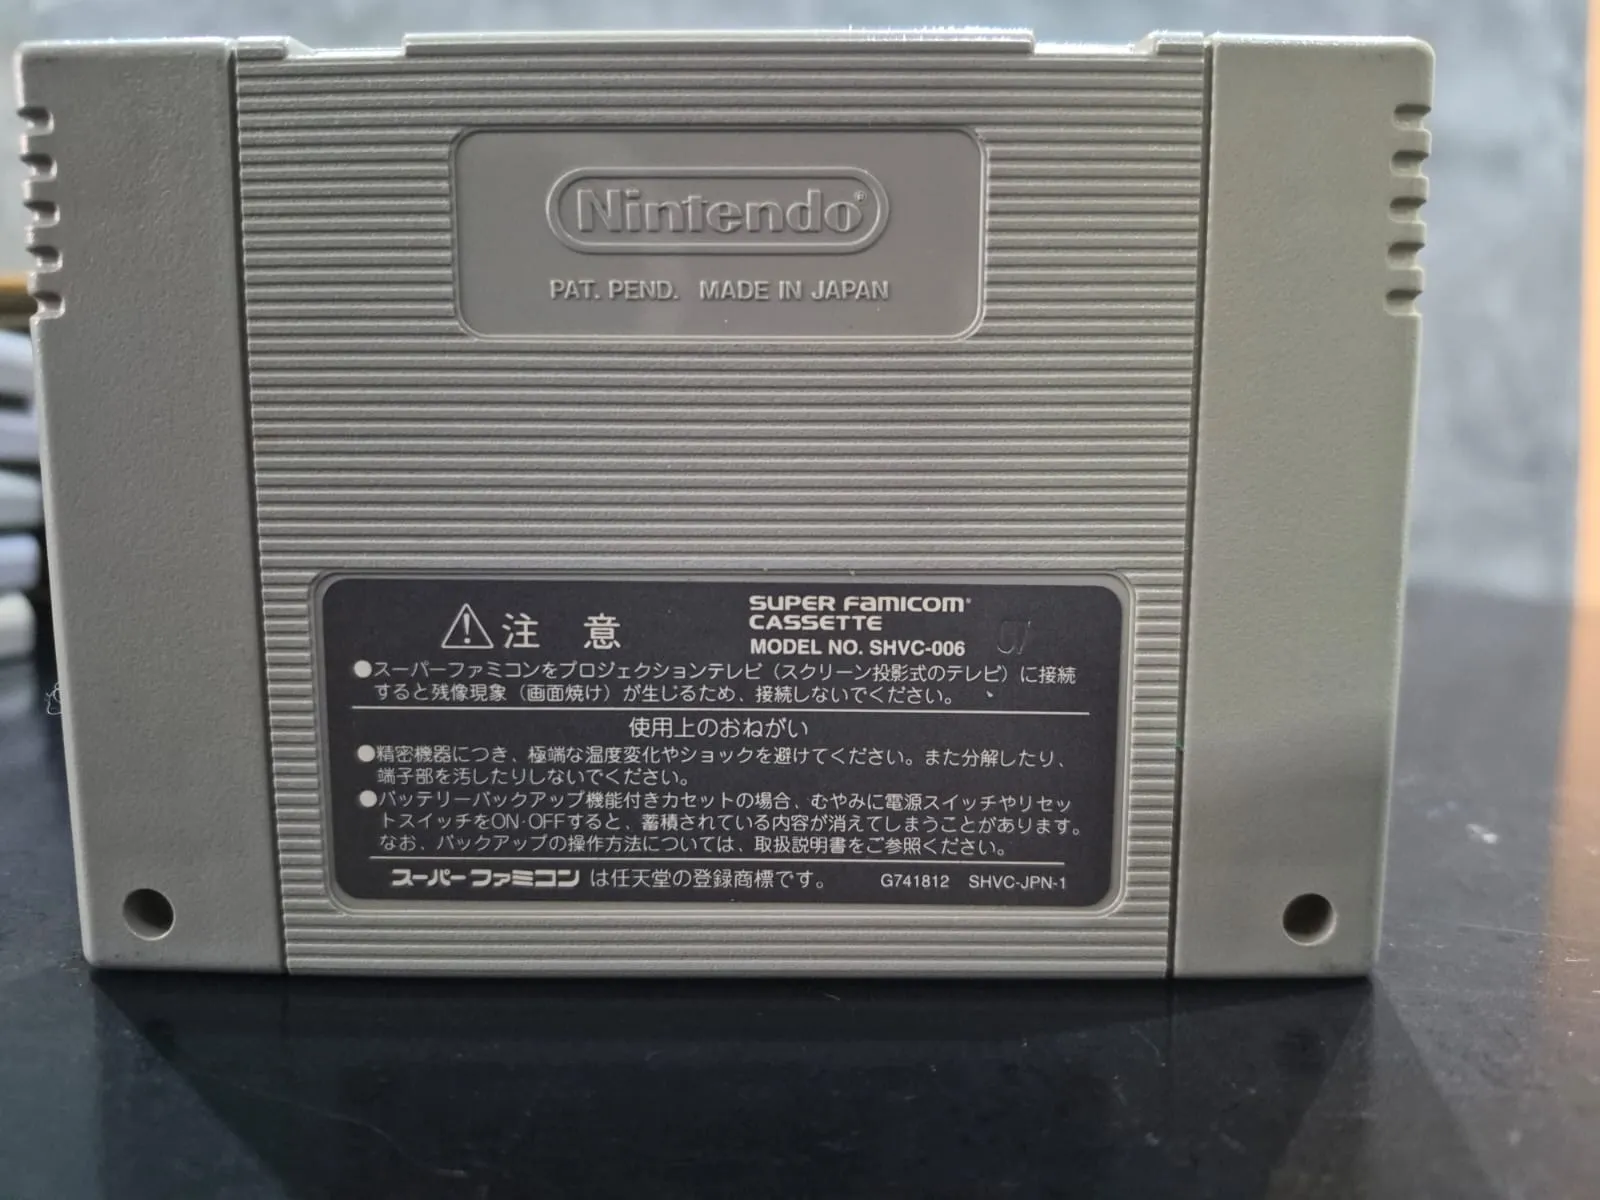 Nintendo®
PAT. PEND. MADE IN JAPAN
⚠注 意
SUPER FAMICOM®
CASSETTE
MODEL NO. SHVC-006
07
●スーパーファミコンをプロジェクションテレビ(スクリーン投影式のテレビ)に接続
すると残像現象(画面焼け)が生じるため、接続しないでください。
使用上のおねがい
●精密機器につき、極端な温度変化やショックを避けてください。また分解したり、
端子部を汚したりしないでください。
●バッテリーバックアップ機能付きカセットの場合、むやみに電源スイッチやリセッ
トスイッチをON·OFFすると、蓄積されている内容が消えてしまうことがあります。
なお、バックアップの操作方法については、取扱説明書をご参照ください。
スーパーファミコン は任天堂の登録商標です。 G741812 SHVC-JPN-1